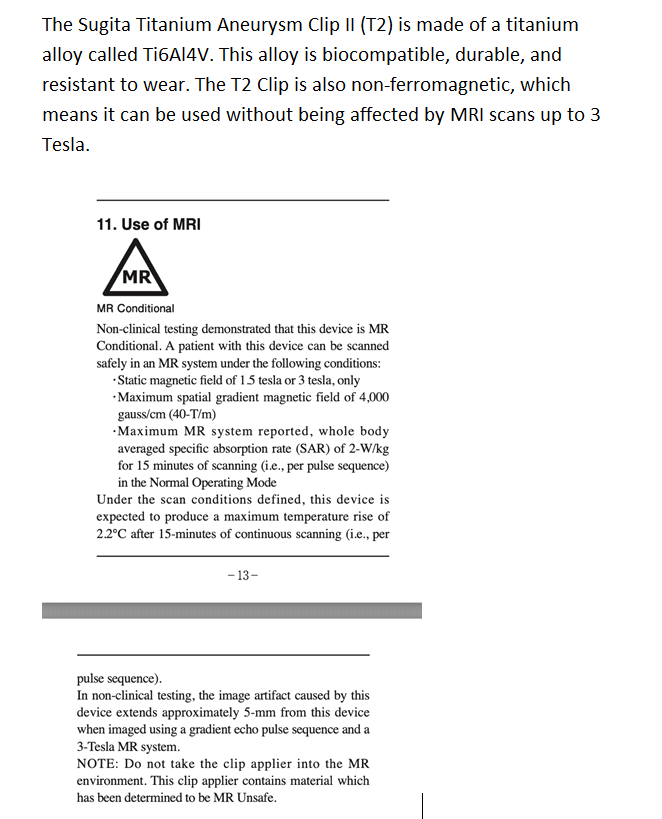 The Sugita Titanium Aneurysm Clip II (T2) is made of a titanium
alloy called Ti6Al4V. This alloy is biocompatible, durable, and
resistant to wear. The T2 Clip is also non-ferromagnetic, which
means it can be used without being affected by MRI scans up to 3
Tesla.
11. Use of MRI
MR
MR Conditional
Non-clinical testing demonstrated that this device is MR
Conditional. A patient with this device can be scanned
safely in an MR system under the following conditions:
·Static magnetic field of 1.5 tesla or 3 tesla, only
·Maximum spatial gradient magnetic field of 4,000
gauss/cm (40-T/m)
·Maximum MR system reported, whole body
averaged specific absorption rate (SAR) of 2-W/kg
for 15 minutes of scanning (i.e., per pulse sequence)
in the Normal Operating Mode
Under the scan conditions defined, this device is
expected to produce a maximum temperature rise of
2.2°C after 15-minutes of continuous scanning (i.e., per
–13–
pulse sequence).
In non-clinical testing, the image artifact caused by this
device extends approximately 5-mm from this device
when imaged using a gradient echo pulse sequence and a
3-Tesla MR system.
NOTE: Do not take the clip applier into the MR
environment. This clip applier contains material which
has been determined to be MR Unsafe.